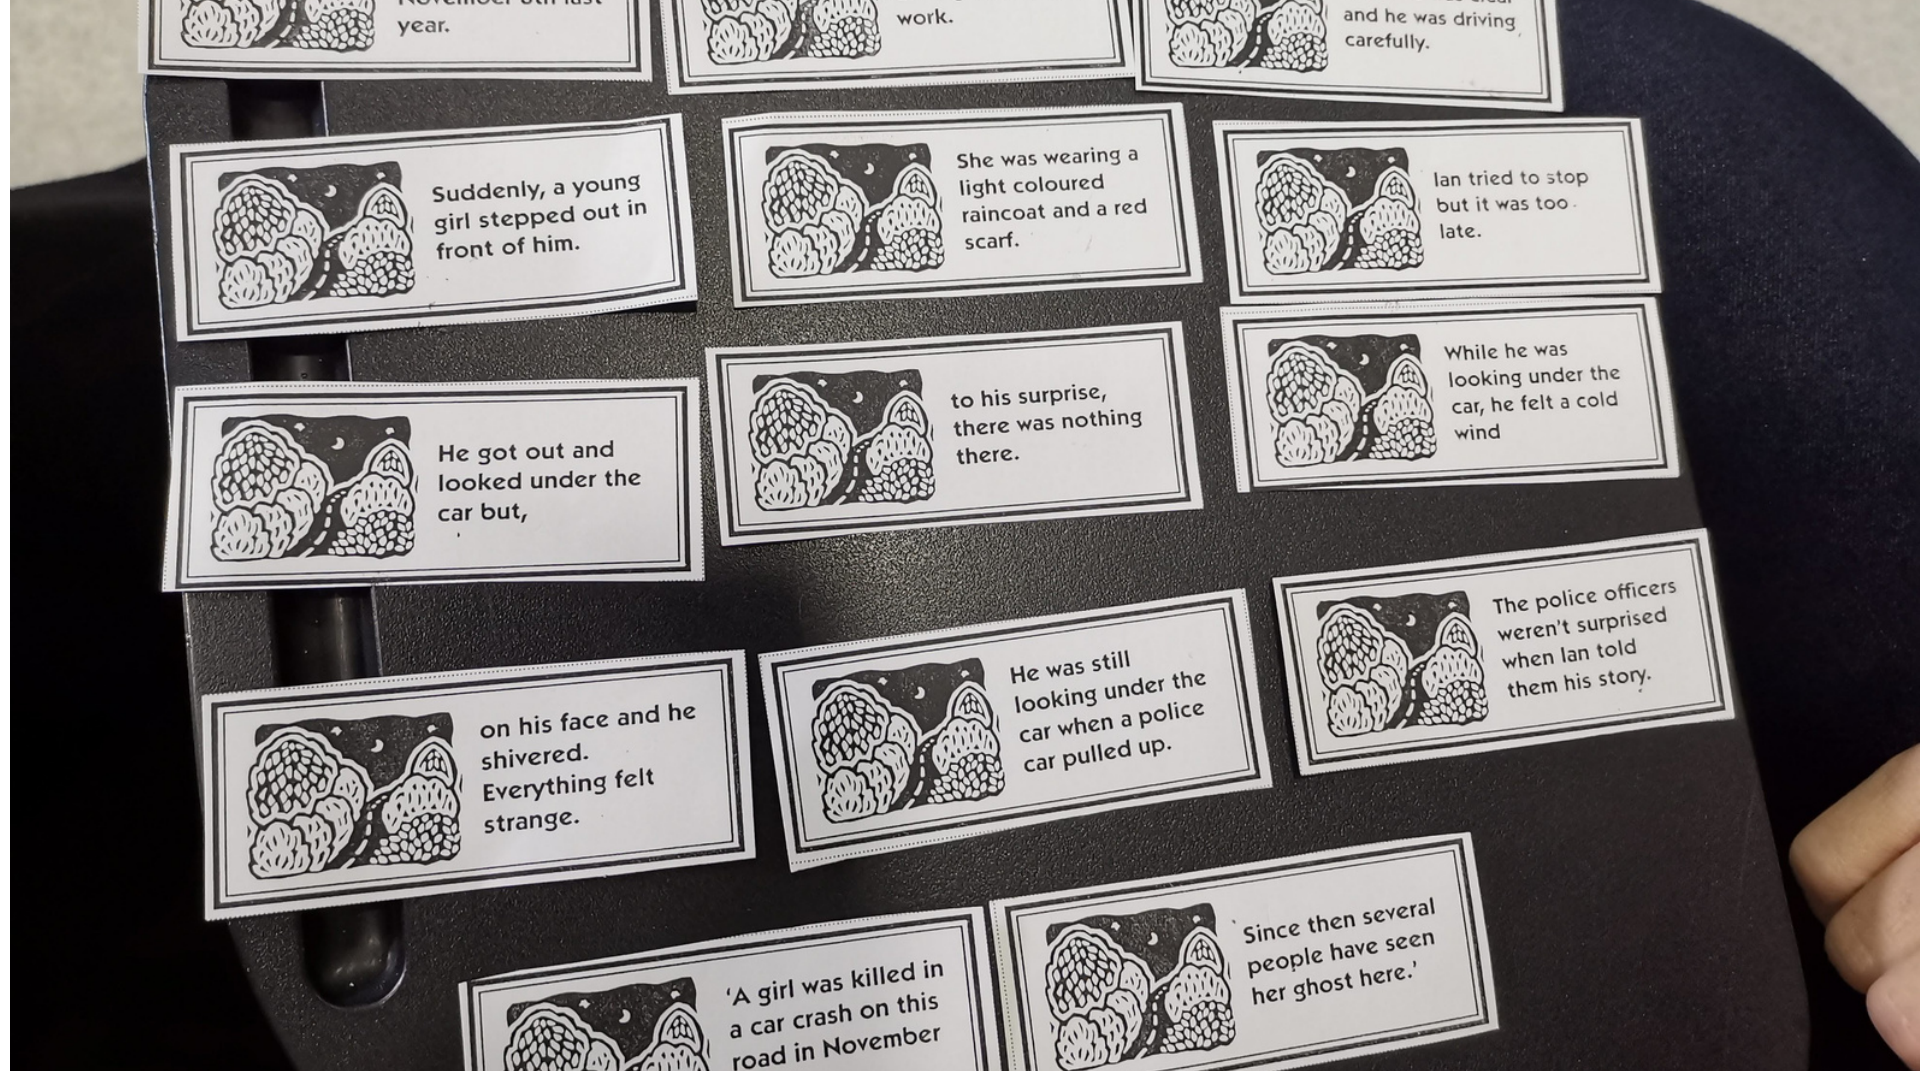 year.
work.
and he was driving
carefully.
Suddenly, a young
girl stepped out in
front of him.
She was wearing a
light coloured
raincoat and a red
scarf.
Ian tried to stop
but it was too
late.
He got out and
looked under the
car but,
to his surprise,
there was nothing
there.
While he was
looking under the
car, he felt a cold
wind
on his face and he
shivered.
Everything felt
strange.
He was still
looking under the
car when a police
car pulled up.
The police officers
weren't surprised
when Ian told
them his story.
'A girl was killed in
a car crash on this
road in November
Since then several
people have seen
her ghost here.'